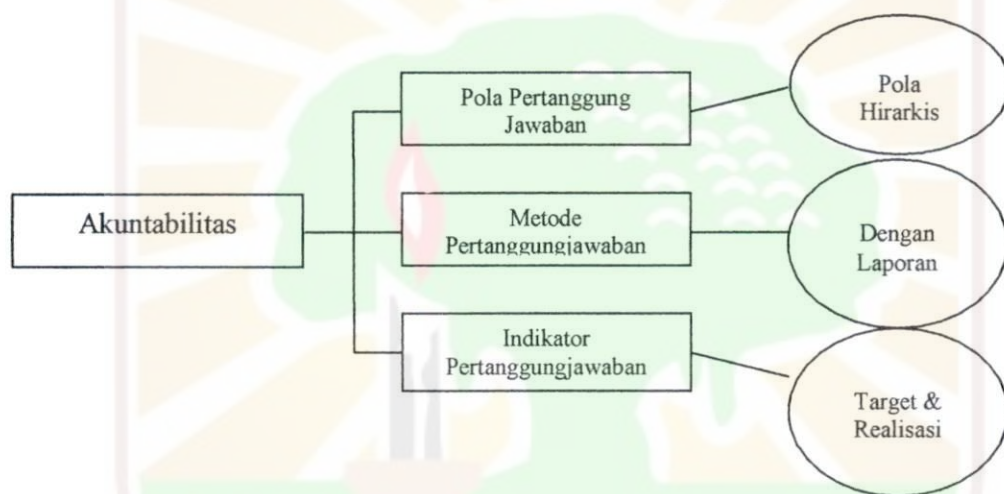 Pola Pertanggung
Jawaban
Pola
Hirarkis
Akuntabilitas
Metode
Pertanggungjawaban
Dengan
Laporan
Indikator
Pertanggungjawaban
Target &
Realisasi